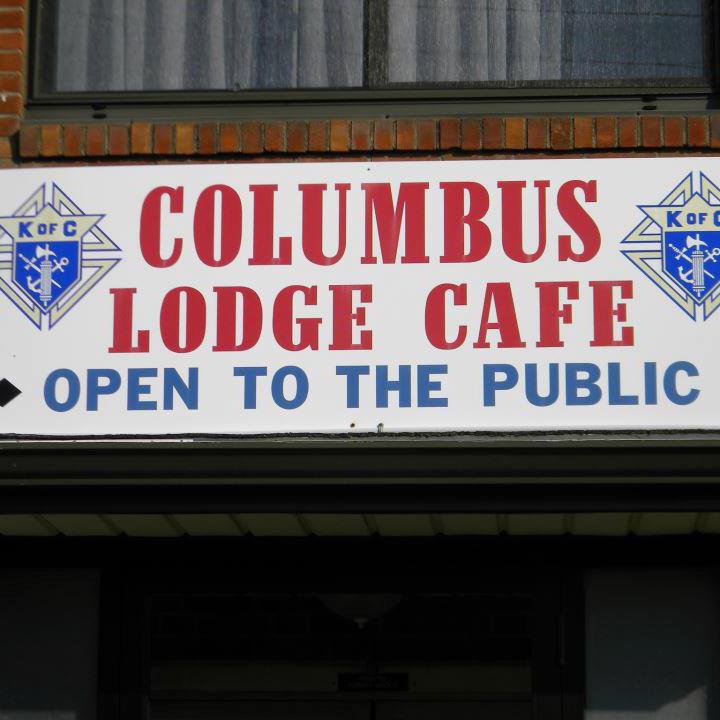 K OF C
COLUMBUS
K OF C
LODGE CAFE
OPEN TO THE PUBLIC